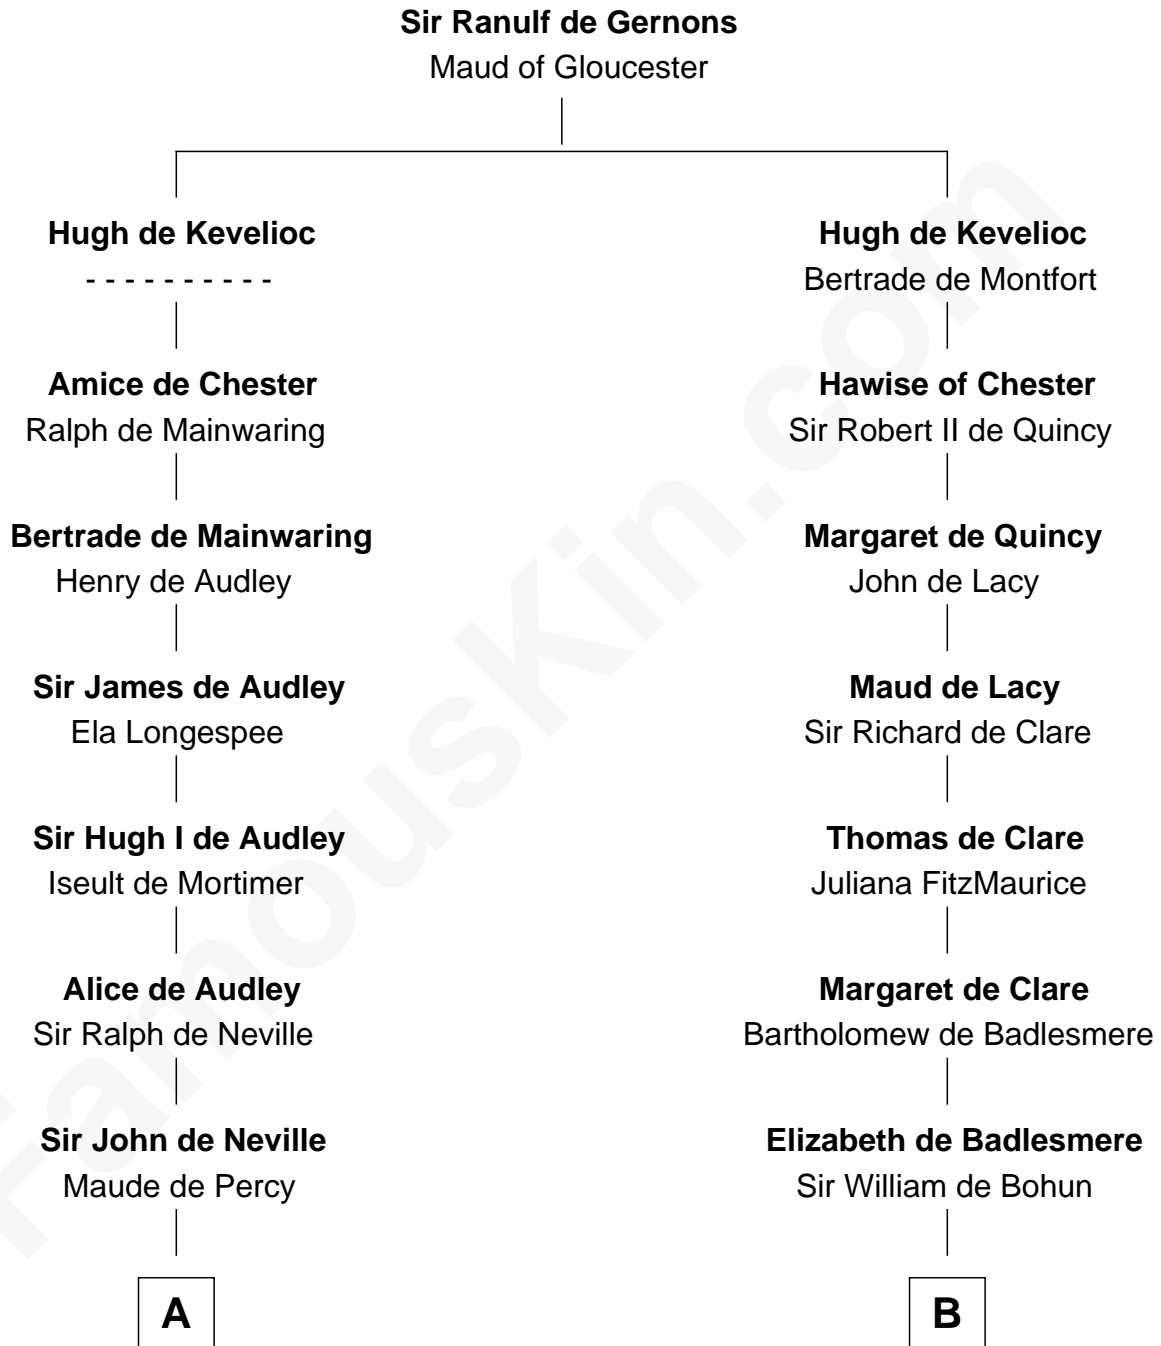 Sir Ranulf de Gernons
Maud of Gloucester
Hugh de Kevelioc
- - - - - - - - - -
Amice de Chester
Ralph de Mainwaring
Bertrade de Mainwaring
Henry de Audley
Sir James de Audley
Ela Longespee
Sir Hugh I de Audley
Iseult de Mortimer
Alice de Audley
Sir Ralph de Neville
Sir John de Neville
Maude de Percy
A
Hugh de Kevelioc
Bertrade de Montfort
Hawise of Chester
Sir Robert II de Quincy
Margaret de Quincy
John de Lacy
Maud de Lacy
Sir Richard de Clare
Thomas de Clare
Juliana FitzMaurice
Margaret de Clare
Bartholomew de Badlesmere
Elizabeth de Badlesmere
Sir William de Bohun
B
FamousKin.com